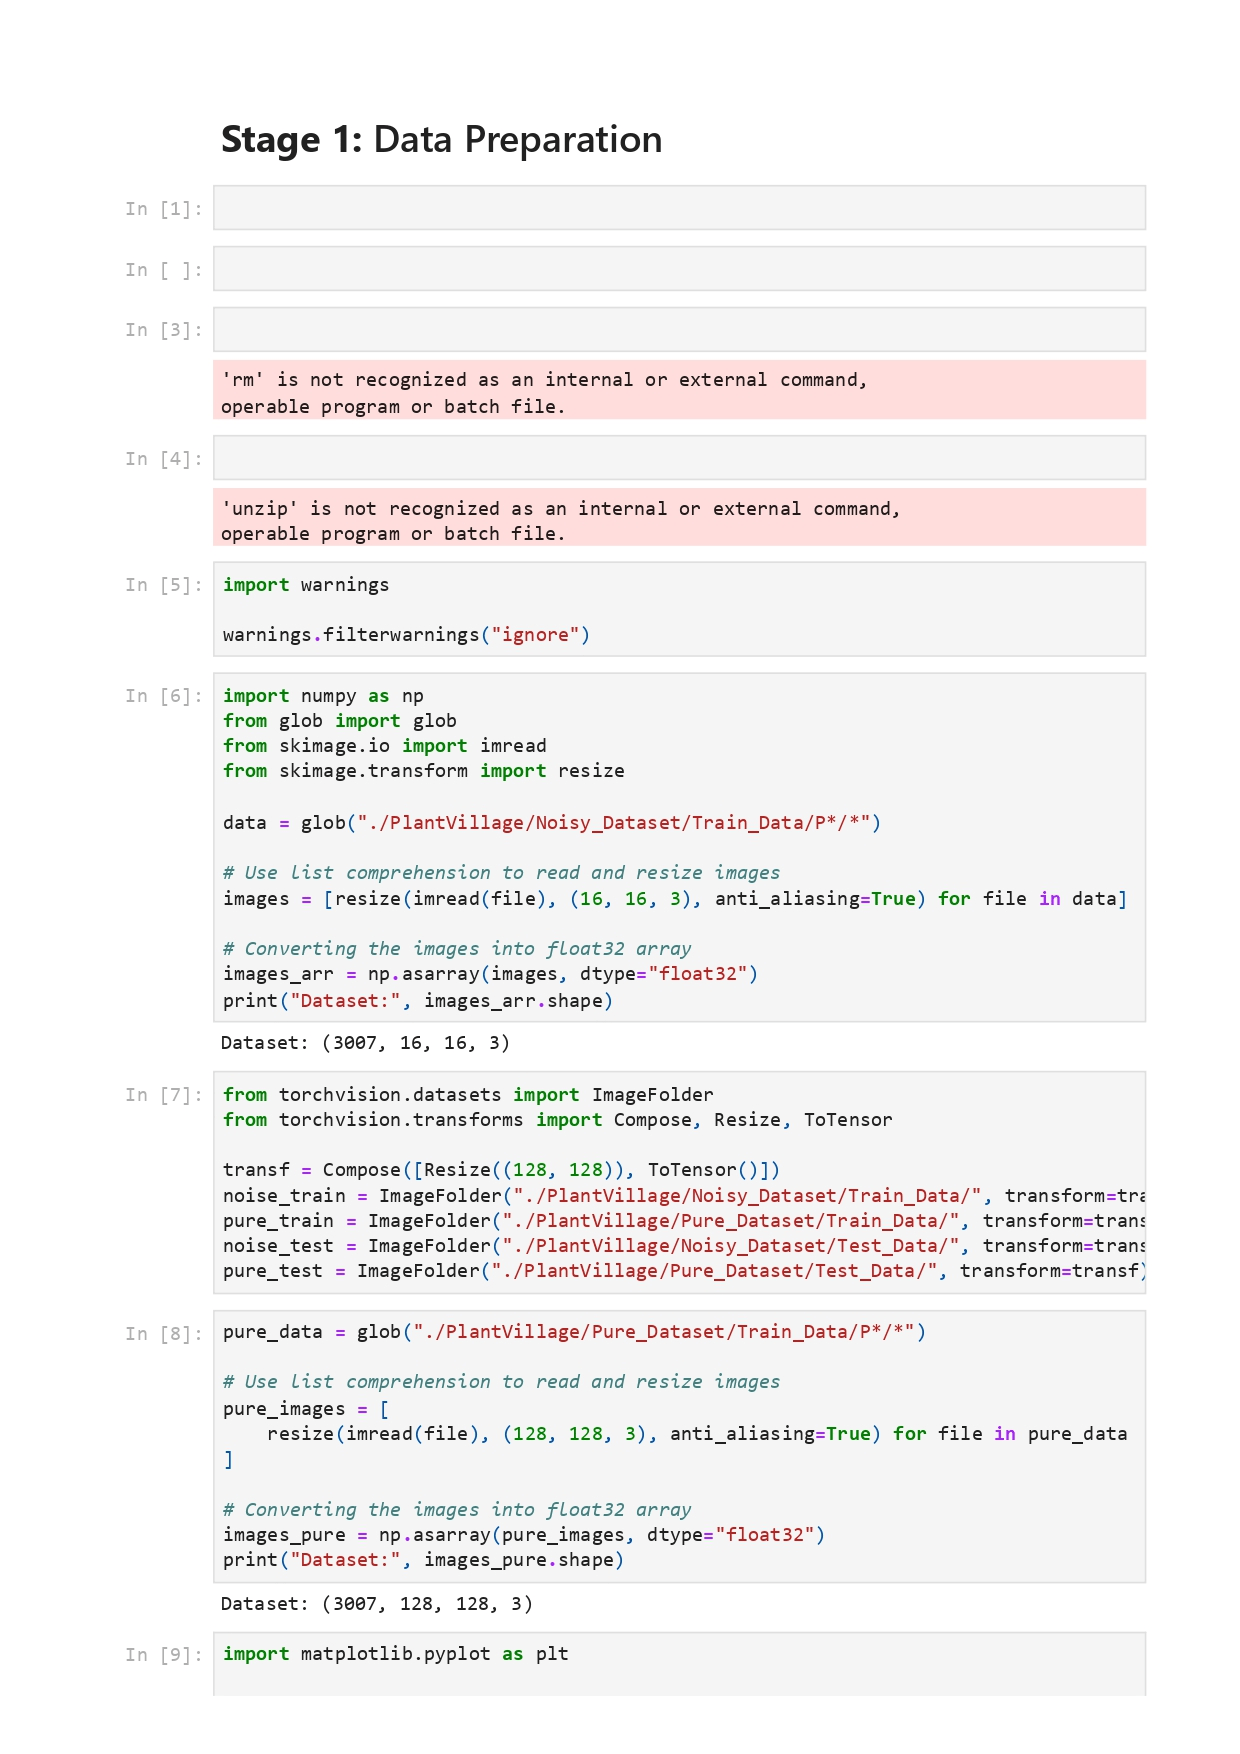 Stage 1: Data Preparation
In [1]:
In [ ]:
In [3]:
'rm' is not recognized as an internal or external command,
operable program or batch file.
In [4]:
'unzip' is not recognized as an internal or external command,
operable program or batch file.
In [5]: import warnings
warnings.filterwarnings("ignore")
In [6]: import numpy as np
from glob import glob
from skimage.io import imread
from skimage.transform import resize
data = glob("./PlantVillage/Noisy_Dataset/Train_Data/P*/*")
# Use list comprehension to read and resize images
images = [resize(imread(file), (16, 16, 3), anti_aliasing=True) for file in data]
# Converting the images into float32 array
images_arr = np.asarray(images, dtype="float32")
print("Dataset:", images_arr.shape)
Dataset: (3007, 16, 16, 3)
In [7]: from torchvision.datasets import ImageFolder
from torchvision.transforms import Compose, Resize, ToTensor
transf = Compose([Resize((128, 128)), ToTensor()])
noise_train = ImageFolder("./PlantVillage/Noisy_Dataset/Train_Data/", transform=tra
pure_train = ImageFolder("./PlantVillage/Pure_Dataset/Train_Data/", transform=trans
noise_test = ImageFolder("./PlantVillage/Noisy_Dataset/Test_Data/", transform=trans
pure_test = ImageFolder("./PlantVillage/Pure_Dataset/Test_Data/", transform=transf)
In [8]: pure_data = glob("./PlantVillage/Pure_Dataset/Train_Data/P*/*")
# Use list comprehension to read and resize images
pure_images = [
    resize(imread(file), (128, 128, 3), anti_aliasing=True) for file in pure_data
]
# Converting the images into float32 array
images_pure = np.asarray(pure_images, dtype="float32")
print("Dataset:", images_pure.shape)
Dataset: (3007, 128, 128, 3)
In [9]: import matplotlib.pyplot as plt